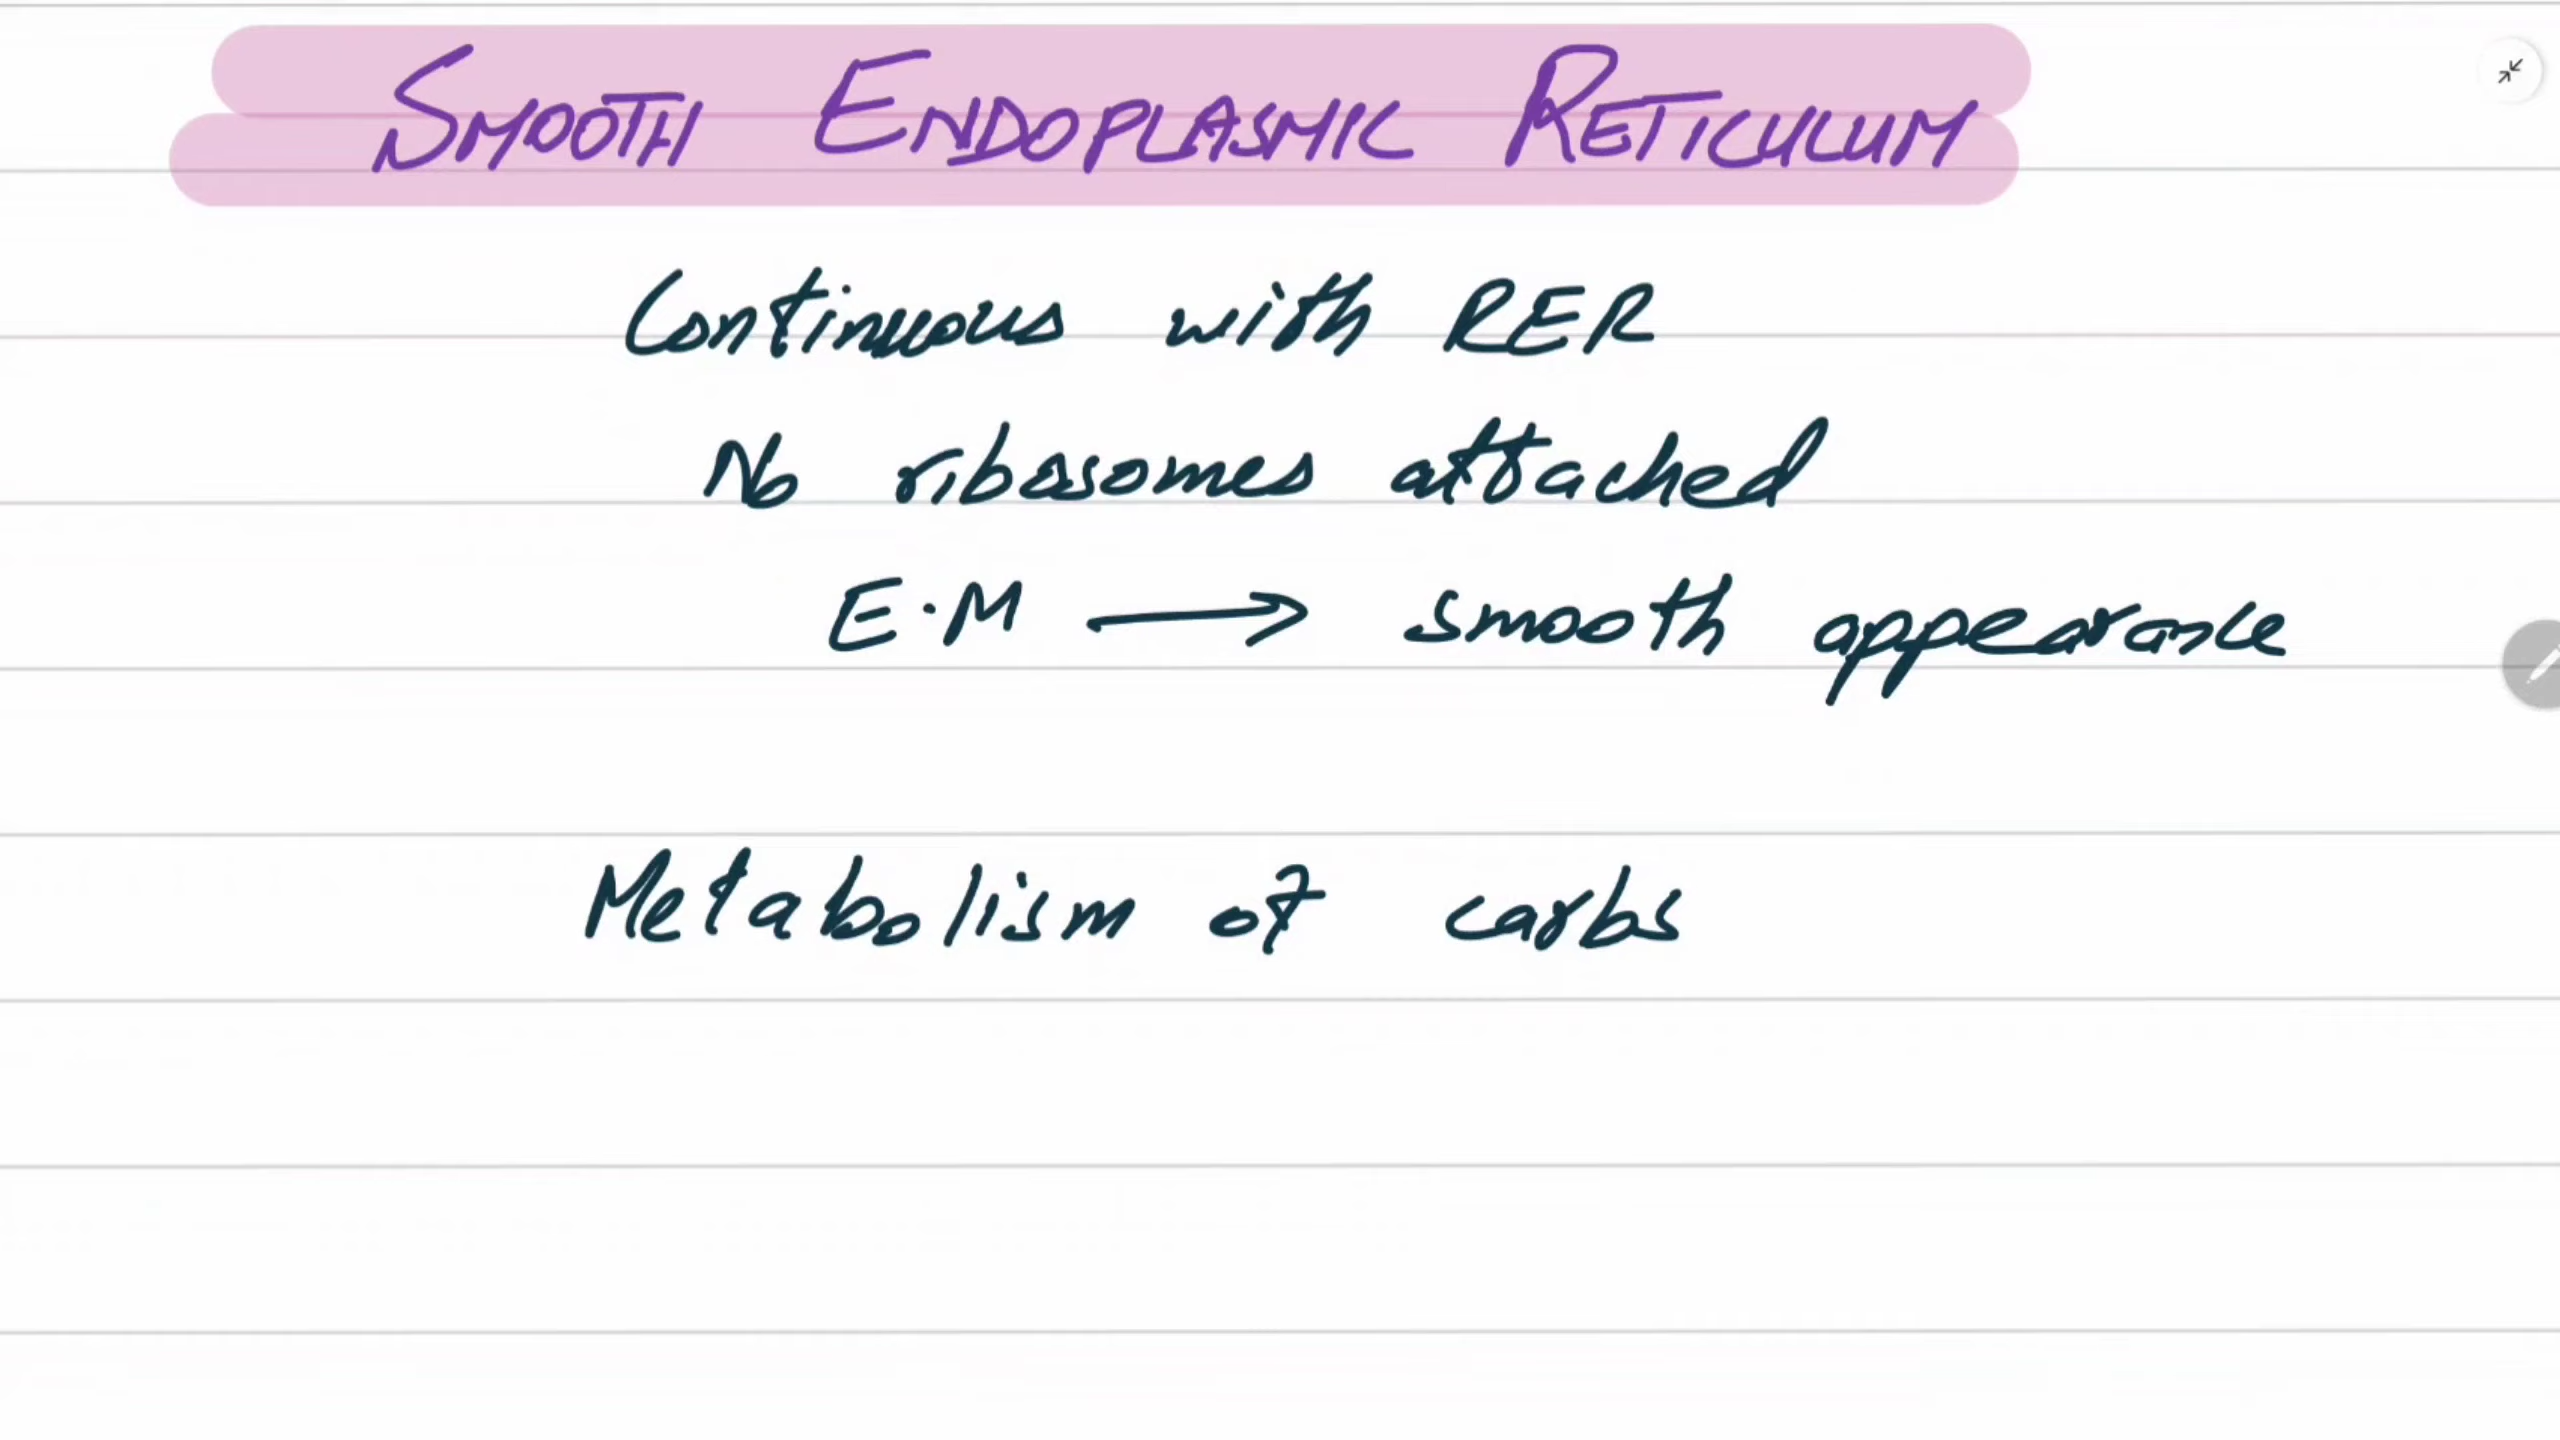 SMOOTH ENDOPLASMIC RETICULUM
Continuous with RER
No ribosomes attached
E.M → smooth appearance
Metabolism of carbs